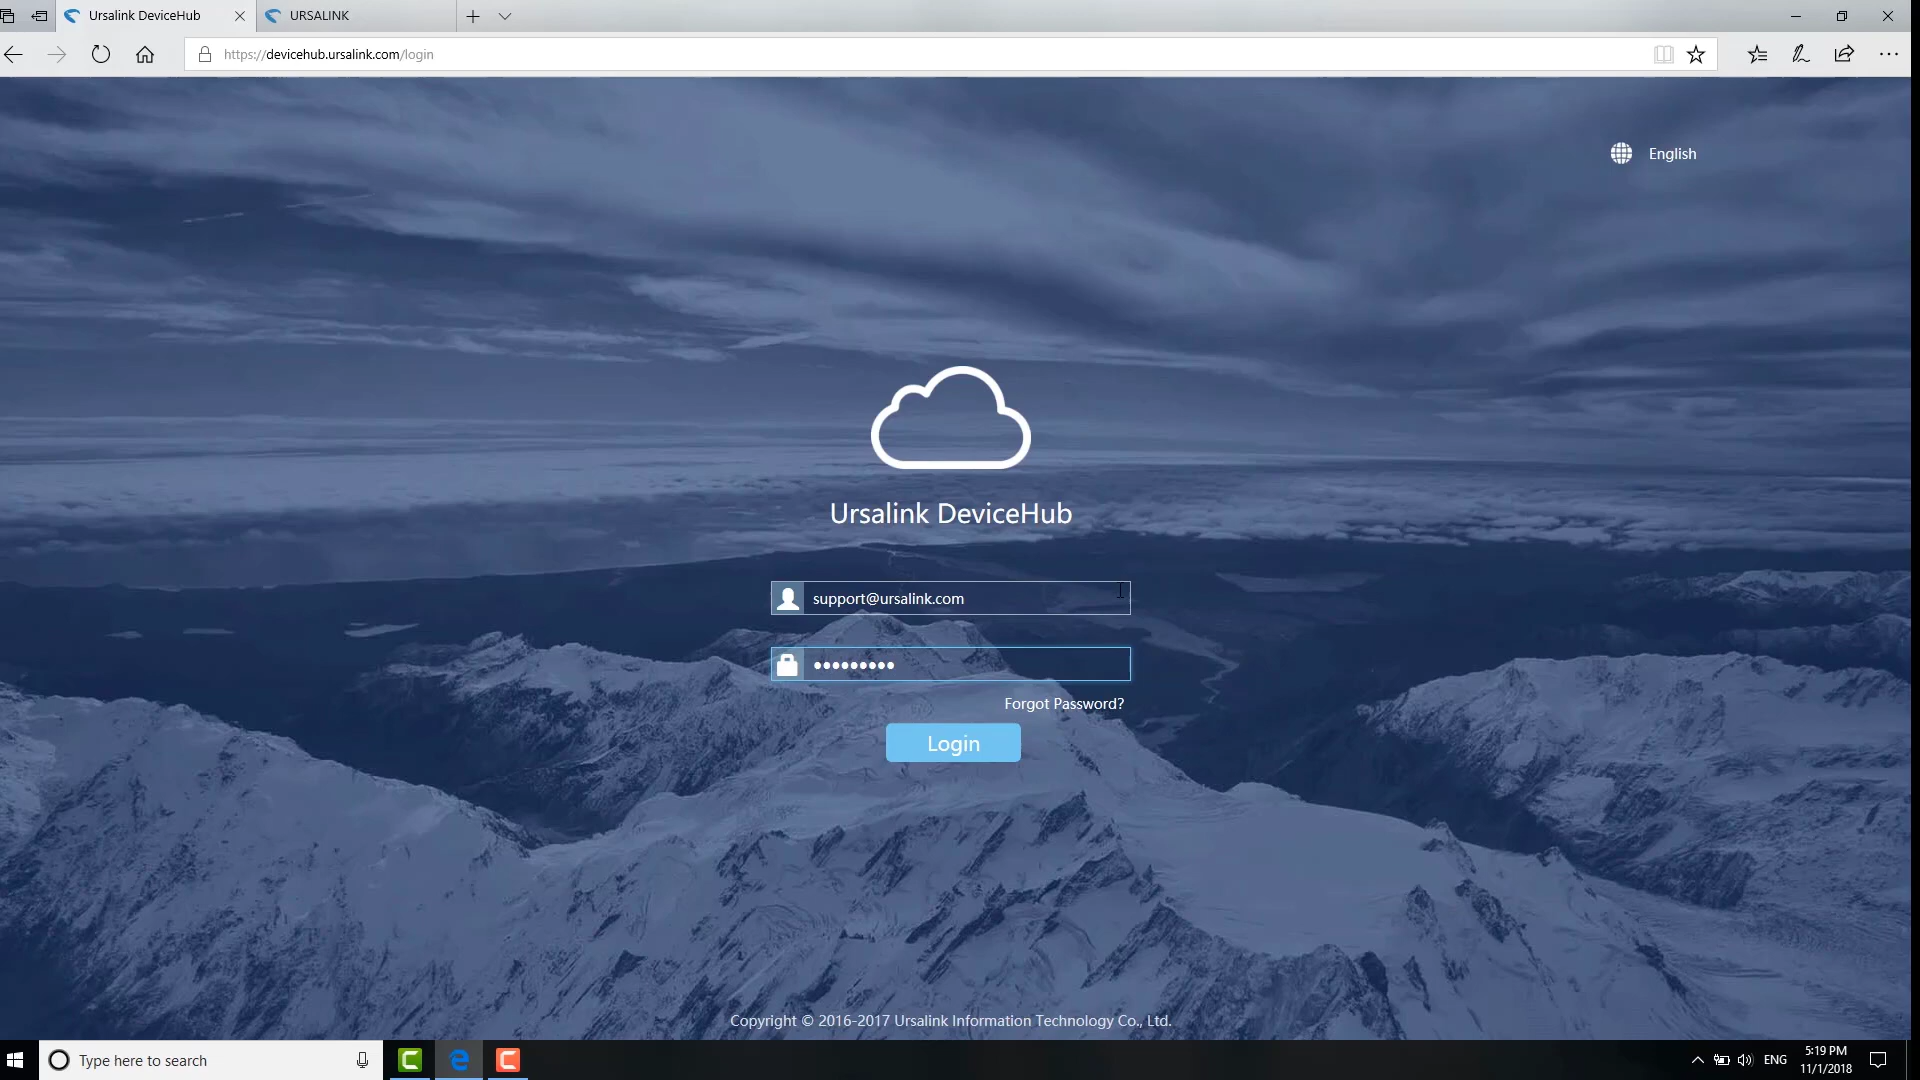 Ursalink DeviceHub
URSALINK
https://devicehub.ursalink.com/login
English
Ursalink DeviceHub
support@ursalink.com
Forgot Password?
Login
Copyright © 2016-2017 Ursalink Information Technology Co., Ltd.
Type here to search
ENG
5:19 PM
11/1/2018